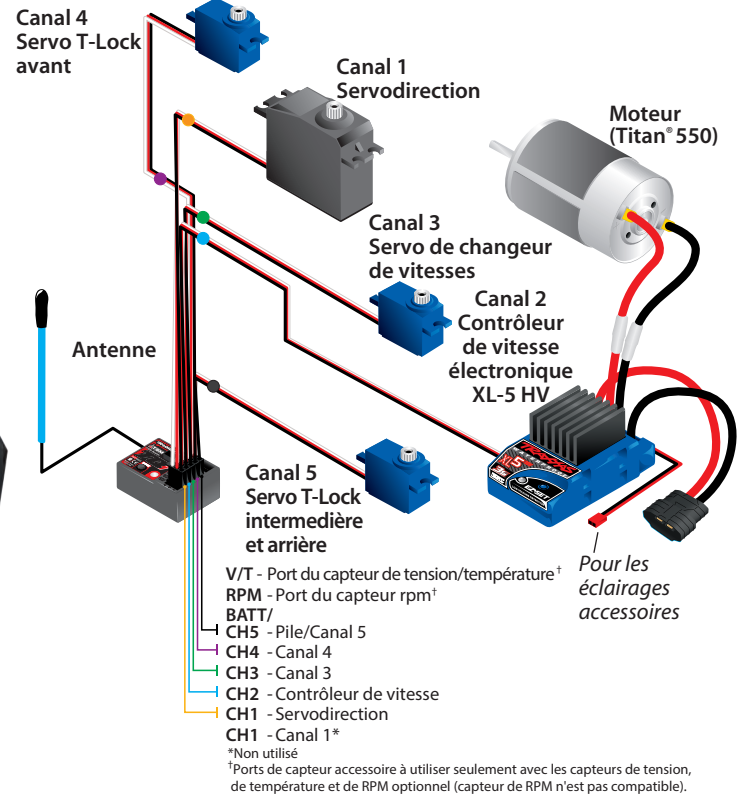 Canal 4
Servo T-Lock
avant
Canal 1
Servodirection
Moteur
(Titan® 550)
Canal 3
Servo de changeur
de vitesses
Canal 2
Contrôleur
de vitesse
électronique
XL-5 HV
Antenne
TRAXXAS
XL5
EZ-SET
Canal 5
Servo T-Lock
intermedière
et arrière
Pour les
éclairages
accessoires
V/T - Port du capteur de tension/température†
RPM - Port du capteur rpm†
BATT/
CH5 - Pile/Canal 5
CH4 - Canal 4
CH3 - Canal 3
CH2 - Contrôleur de vitesse
CH1 - Servodirection
CH1 - Canal 1*
*Non utilisé
†Ports de capteur accessoire à utiliser seulement avec les capteurs de tension,
de température et de RPM optionnel (capteur de RPM n'est pas compatible).